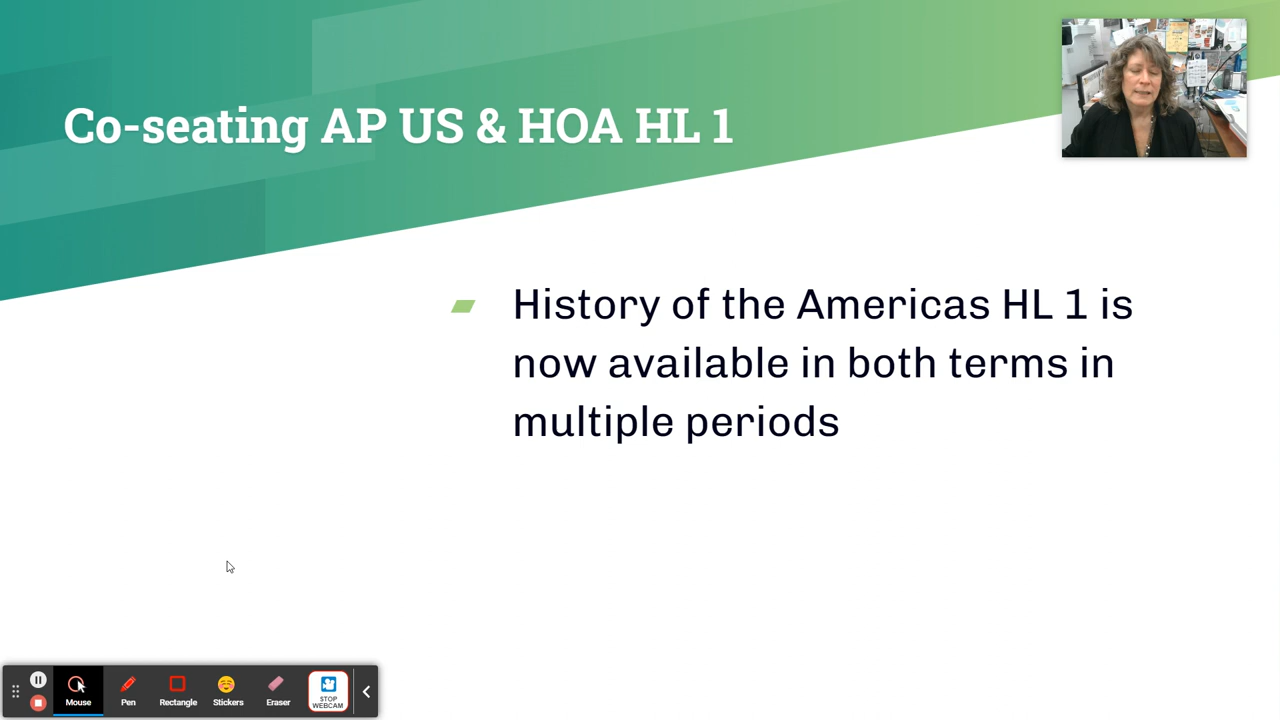 Co-seating AP US & HOA HL 1
History of the Americas HL 1 is
now available in both terms in
multiple periods
Mouse
Pen
Rectangle
Stickers
Eraser
STOP
WEBCAM